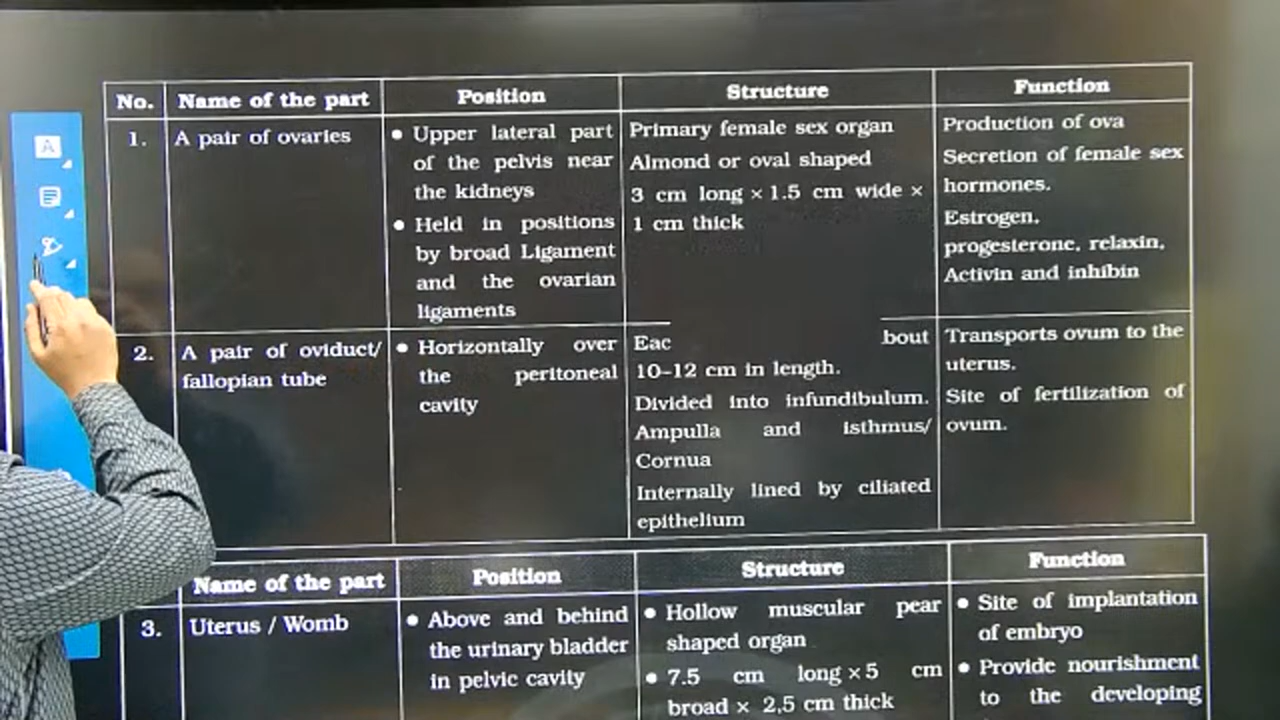 A
No. Name of the part Position Structure Function
1. A pair of ovaries
• Upper lateral part
of the pelvis near
the kidneys
• Held in positions
by broad Ligament
and the ovarian
ligaments
Primary female sex organ
Almond or oval shaped
3 cm long × 1.5 cm wide ×
1 cm thick
Production of ova
Secretion of female sex
hormones.
Estrogen,
progesterone, relaxin,
Activin and inhibin
2. A pair of oviduct/
fallopian tube
• Horizontally over
the peritoneal
cavity
10–12 cm in length.
Divided into infundibulum.
Ampulla and isthmus/
Cornua
Internally lined by ciliated
epithelium
Transports ovum to the
uterus.
Site of fertilization of
ovum.
Name of the part Position Structure Function
3. Uterus / Womb
• Above and behind
the urinary bladder
in pelvic cavity
• Hollow muscular pear
shaped organ
• 7.5 cm long × 5 cm
broad × 2.5 cm thick
• Site of implantation
of embryo
• Provide nourishment
to the developing